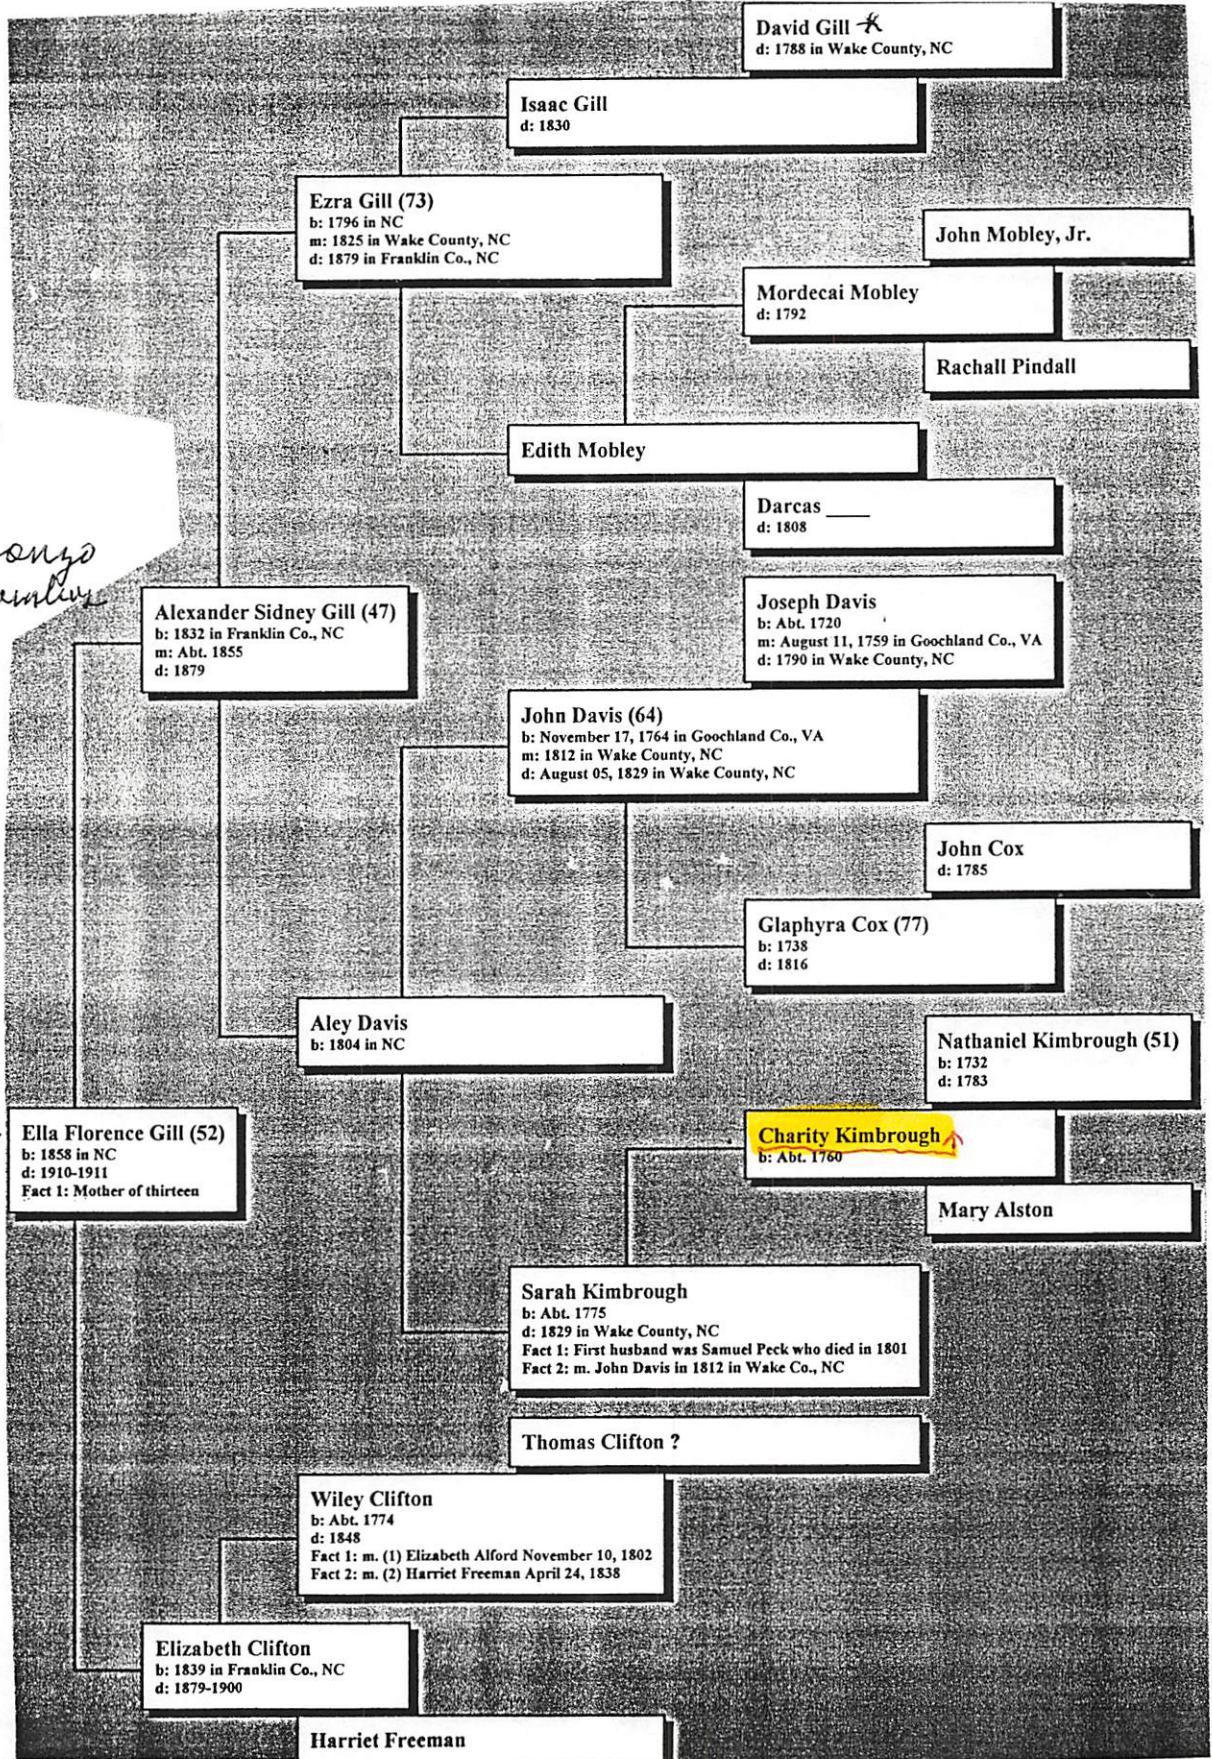 David Gill
d: 1788 in Wake County, NC
Isaac Gill
d: 1830
Ezra Gill (73)
b: 1796 in NC
m: 1825 in Wake County, NC
d: 1879 in Franklin Co., NC
John Mobley, Jr.
Mordecai Mobley
d: 1792
Rachall Pindall
Edith Mobley
Darcas ____
d: 1808
Alexander Sidney Gill (47)
b: 1832 in Franklin Co., NC
m: Abt. 1855
d: 1879
Joseph Davis
b: Abt. 1720
m: August 11, 1759 in Goochland Co., VA
d: 1790 in Wake County, NC
John Davis (64)
b: November 17, 1764 in Goochland Co., VA
m: 1812 in Wake County, NC
d: August 05, 1829 in Wake County, NC
John Cox
d: 1785
Glaphyra Cox (77)
b: 1738
d: 1816
Aley Davis
b: 1804 in NC
Nathaniel Kimbrough (51)
b: 1732
d: 1783
Ella Florence Gill (52)
b: 1858 in NC
d: 1910-1911
Fact 1: Mother of thirteen
Charity Kimbrough
b: Abt. 1760
Mary Alston
Sarah Kimbrough
b: Abt. 1775
d: 1829 in Wake County, NC
Fact 1: First husband was Samuel Peck who died in 1801
Fact 2: m. John Davis in 1812 in Wake Co., NC
Thomas Clifton ?
Wiley Clifton
b: Abt. 1774
d: 1848
Fact 1: m. (1) Elizabeth Alford November 10, 1802
Fact 2: m. (2) Harriet Freeman April 24, 1838
Elizabeth Clifton
b: 1839 in Franklin Co., NC
d: 1879-1900
Harriet Freeman